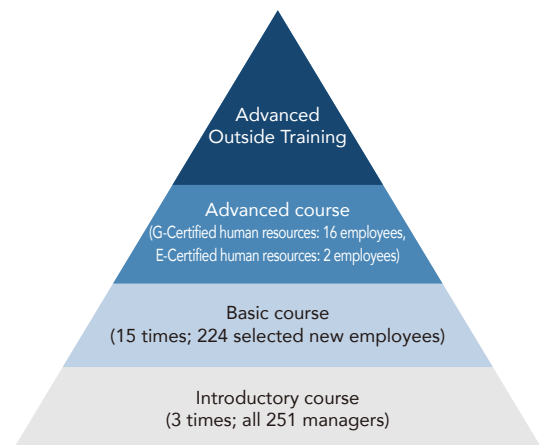 Advanced
Outside Training
Advanced course
(G-Certified human resources: 16 employees,
E-Certified human resources: 2 employees)
Basic course
(15 times; 224 selected new employees)
Introductory course
(3 times; all 251 managers)